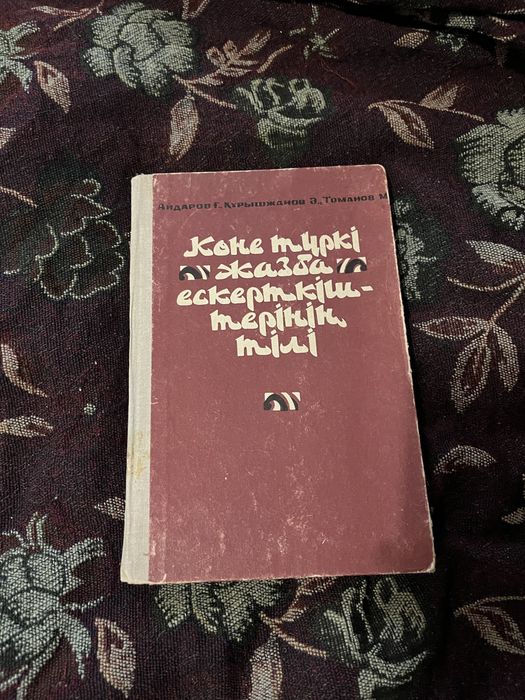 Айдаров Ғ., Құрышжанов Ә., Томанов М.
Көне түркі
жазба
ескерткіш-
терінің
тілі